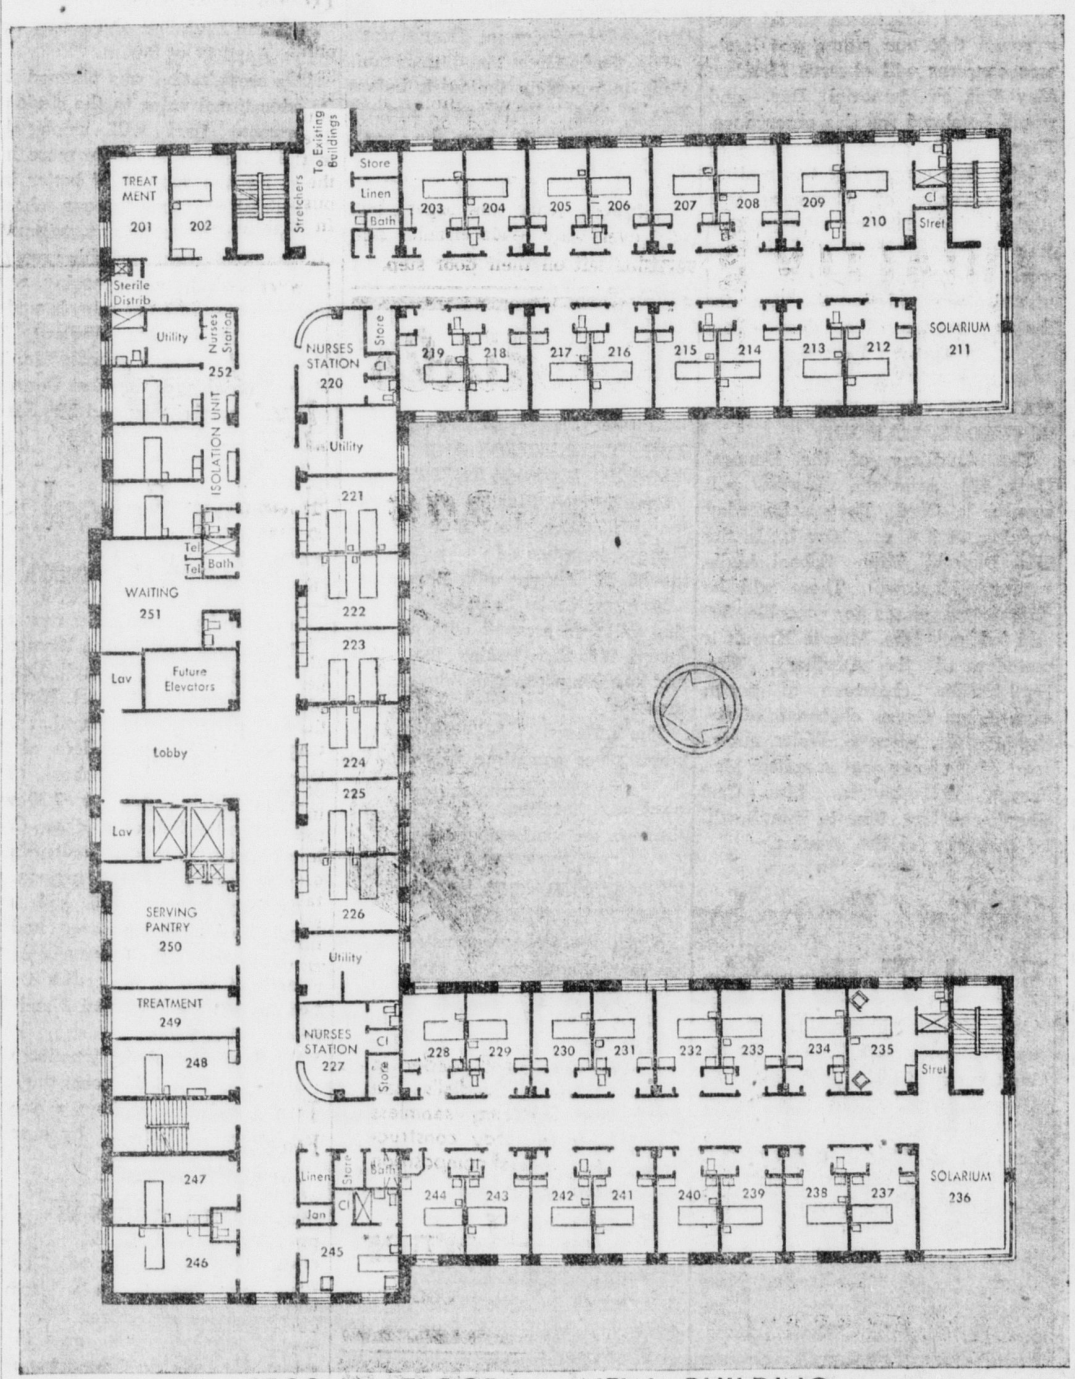 To Existing
Buildings
Stretchers
Store
Linen
Bath
TREAT
MENT
201
202
203
204
205
206
207
208
209
210
Cl
Stret
Sterile
Distrib
Utility
Nurses
Station
252
ISOLATION UNIT
NURSES
STATION
220
Store
Cl
219
218
217
216
215
214
213
212
SOLARIUM
211
Utility
221
222
223
224
225
226
Utility
Tel
Tel
Bath
WAITING
251
Lav
Future
Elevators
Lobby
Lav
SERVING
PANTRY
250
TREATMENT
249
248
NURSES
STATION
227
Cl
Store
228
229
230
231
232
233
234
235
Stret
247
246
Linen
Store
Bath
Jan
Cl
245
244
243
242
241
240
239
238
237
SOLARIUM
236